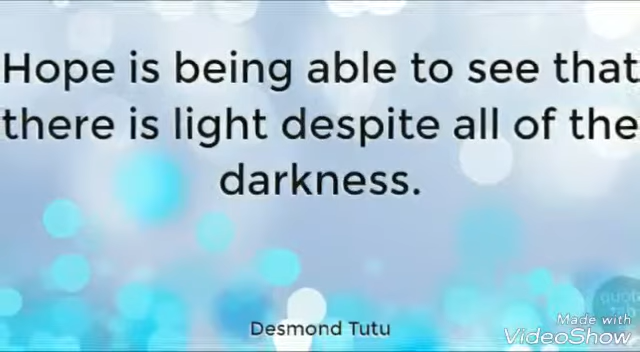 Hope is being able to see that
there is light despite all of the
darkness.
Desmond Tutu
Made with
VideoShow